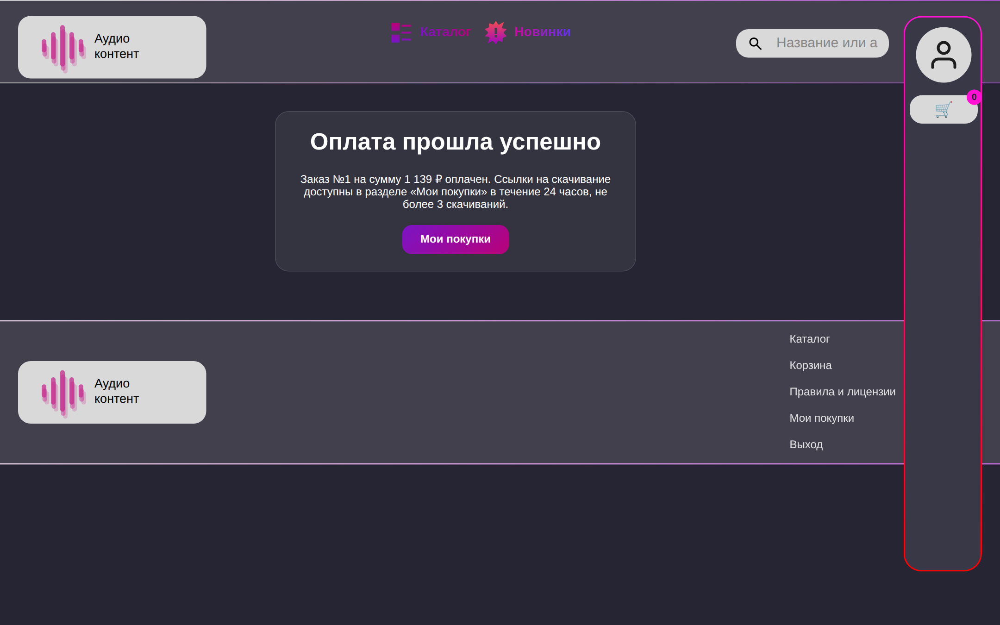 Аудио
контент
Каталог
Новинки
Название или а
0
Оплата прошла успешно
Заказ №1 на сумму 1 139 ₽ оплачен. Ссылки на скачивание
доступны в разделе «Мои покупки» в течение 24 часов, не
более 3 скачиваний.
Мои покупки
Аудио
контент
Каталог
Корзина
Правила и лицензии
Мои покупки
Выход